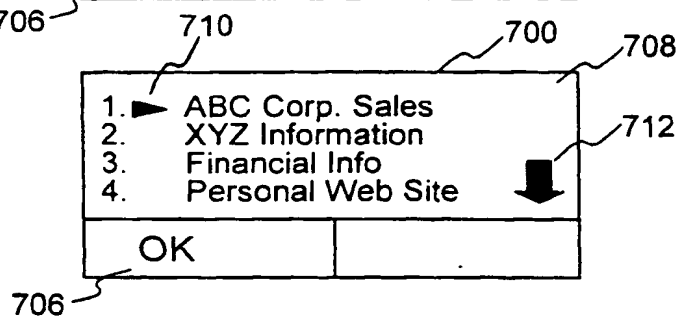 706
710
700
708
1. ABC Corp. Sales
2. XYZ Information
712
3. Financial Info
4. Personal Web Site
OK
706